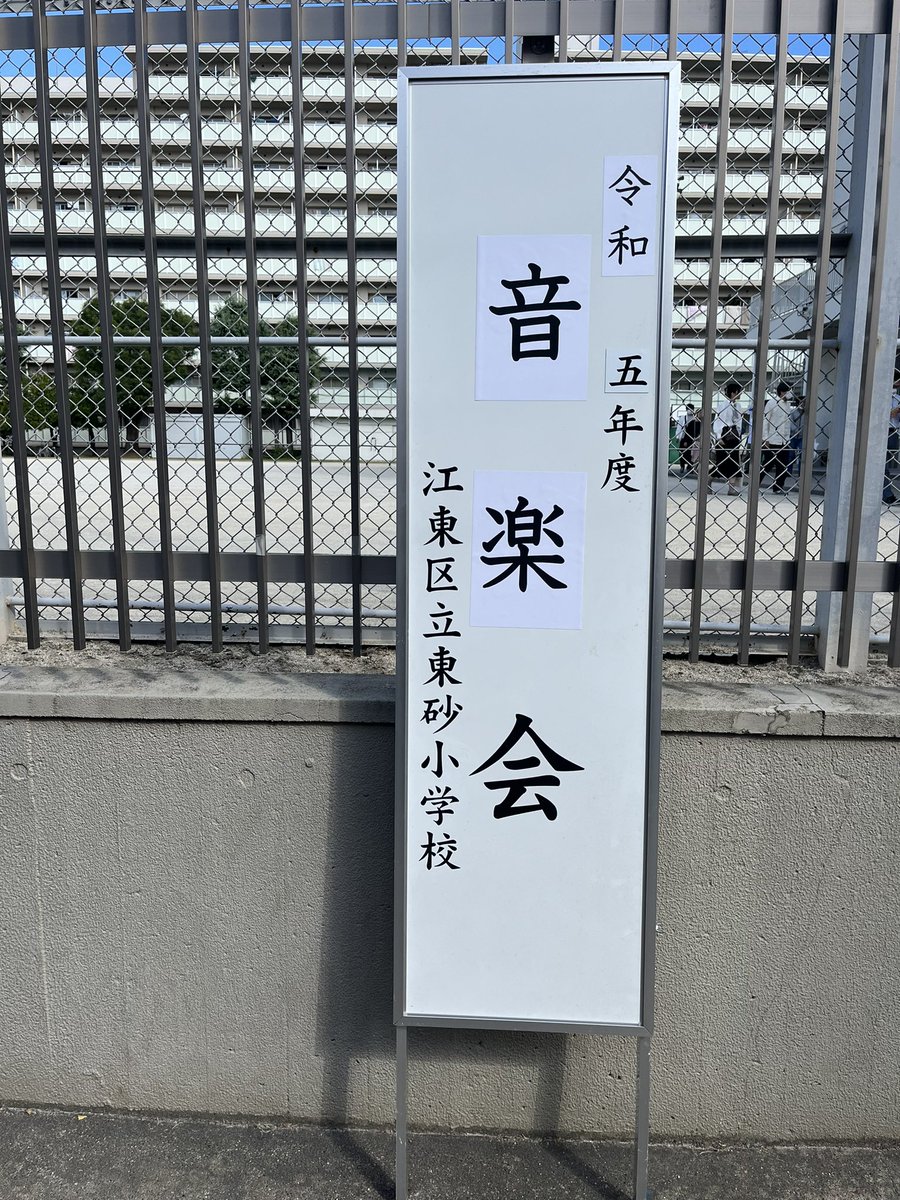 令和 五年度
音楽会
江東区立東砂小学校